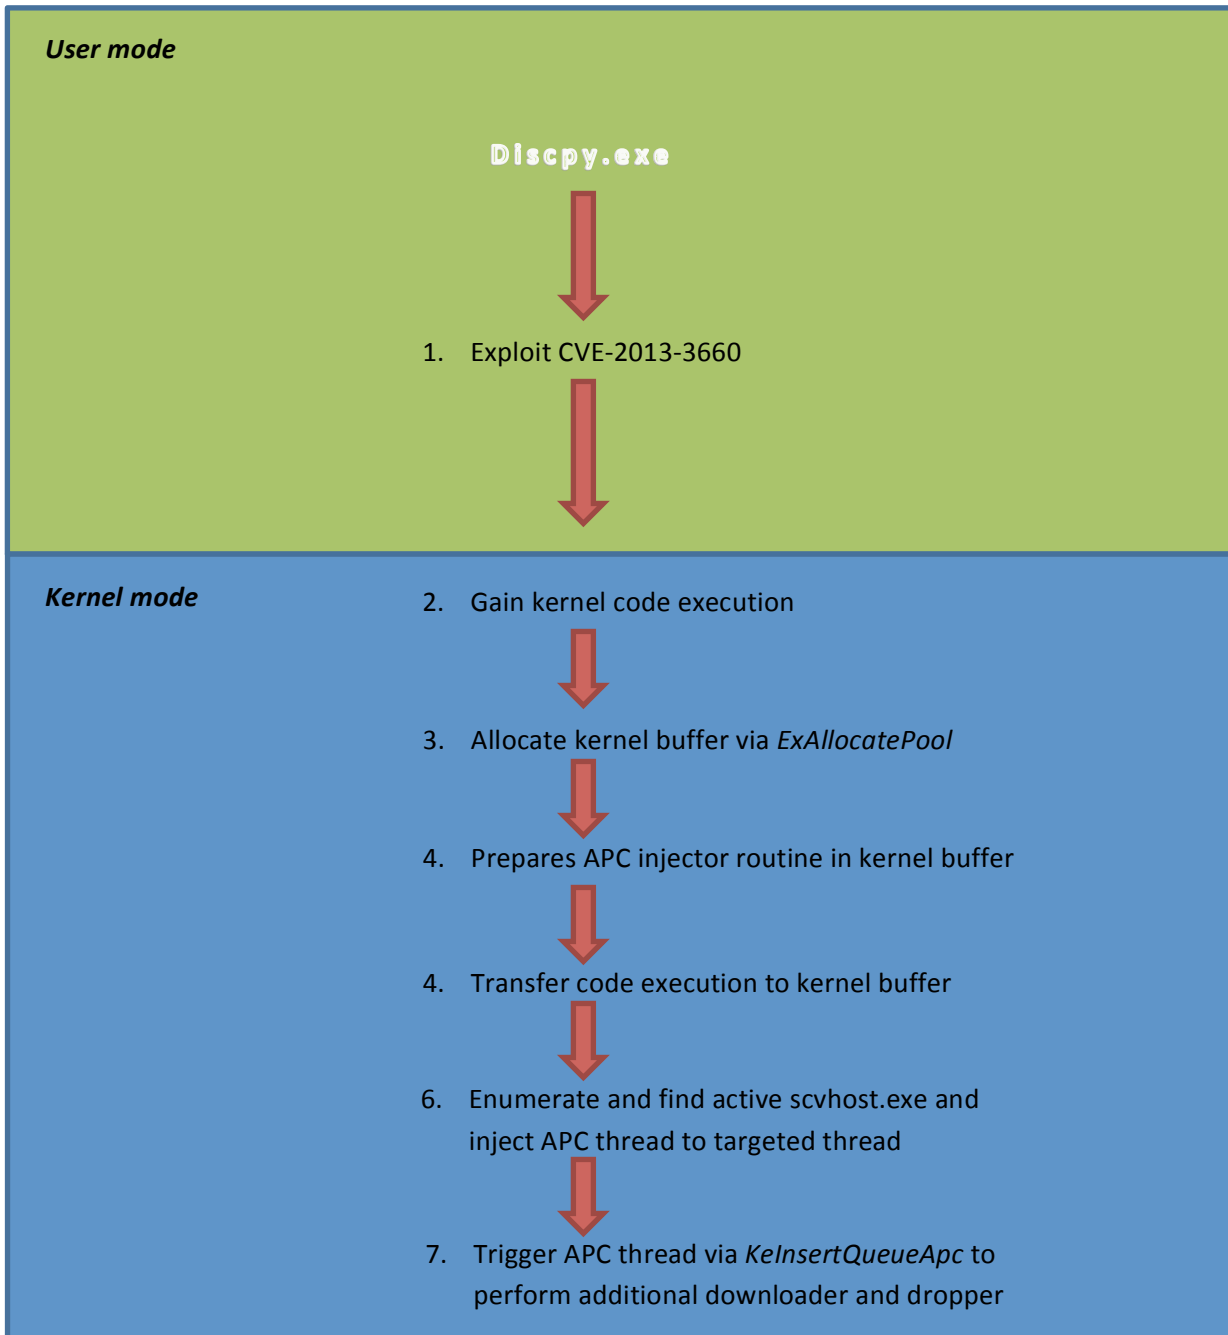 User mode
Discpy.exe
1. Exploit CVE-2013-3660
Kernel mode
2. Gain kernel code execution
3. Allocate kernel buffer via ExAllocatePool
4. Prepares APC injector routine in kernel buffer
4. Transfer code execution to kernel buffer
6. Enumerate and find active scvhost.exe and
inject APC thread to targeted thread
7. Trigger APC thread via KeInsertQueueApc to
perform additional downloader and dropper